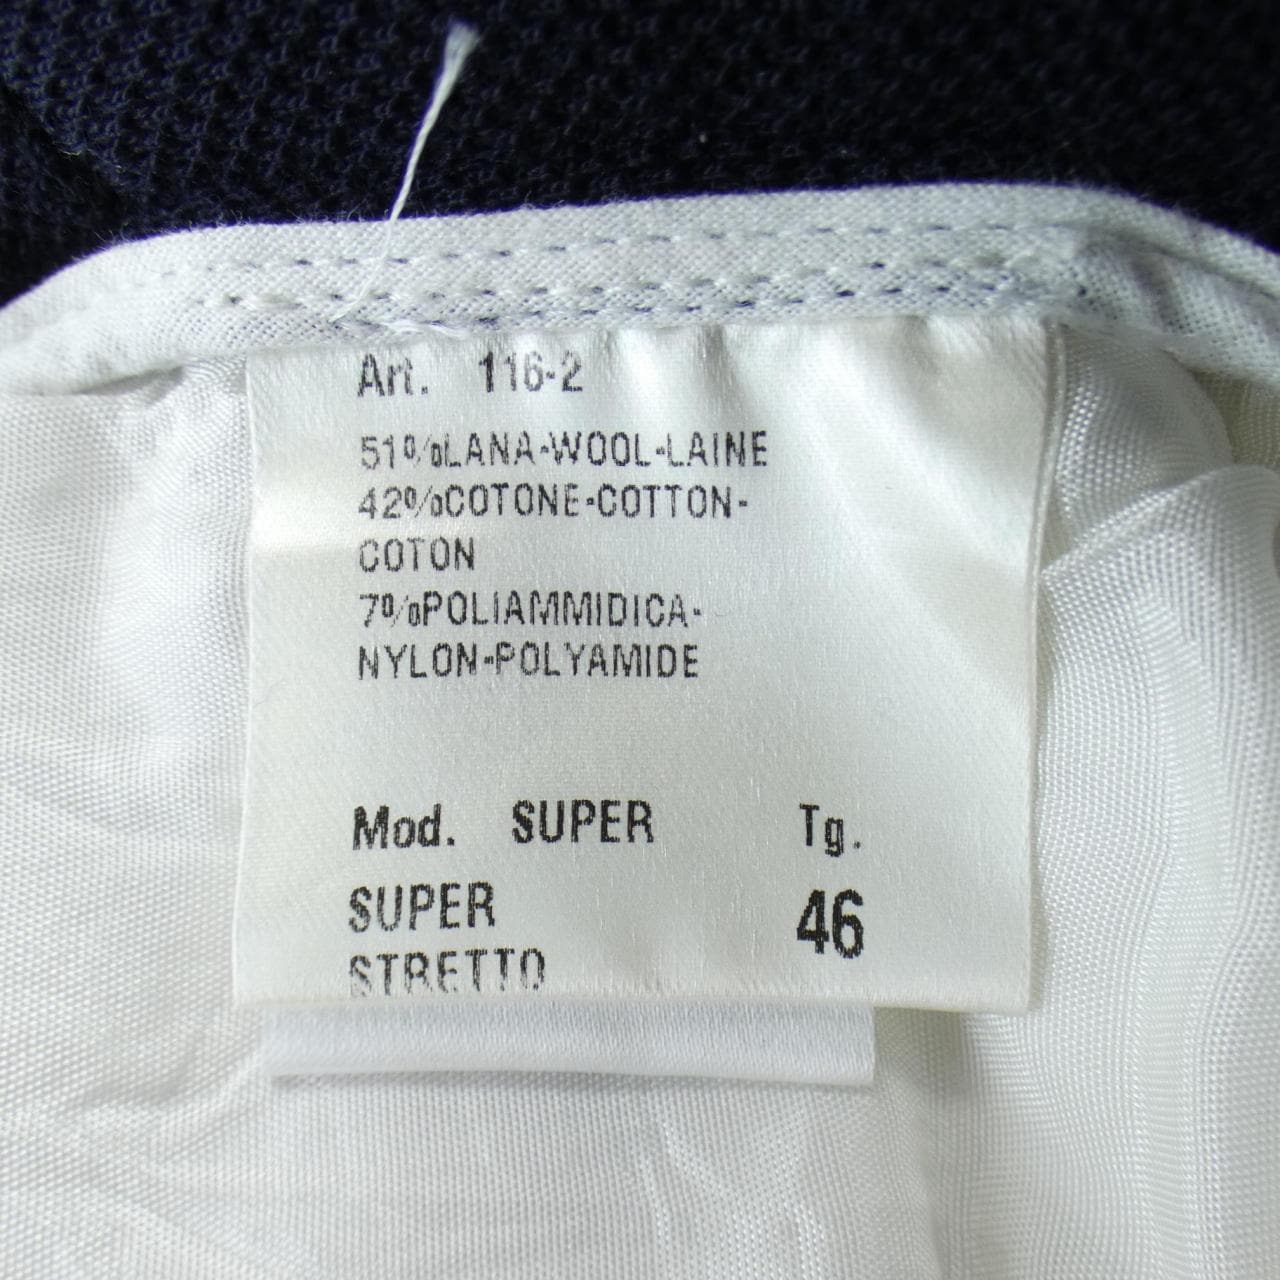 Art. 116-2
51%LANA-WOOL-LAINE
42%COTONE-COTTON-
COTON
7%POLIAMMIDICA-
NYLON-POLYAMIDE
Mod. SUPER Tg.
SUPER 46
STRETTO